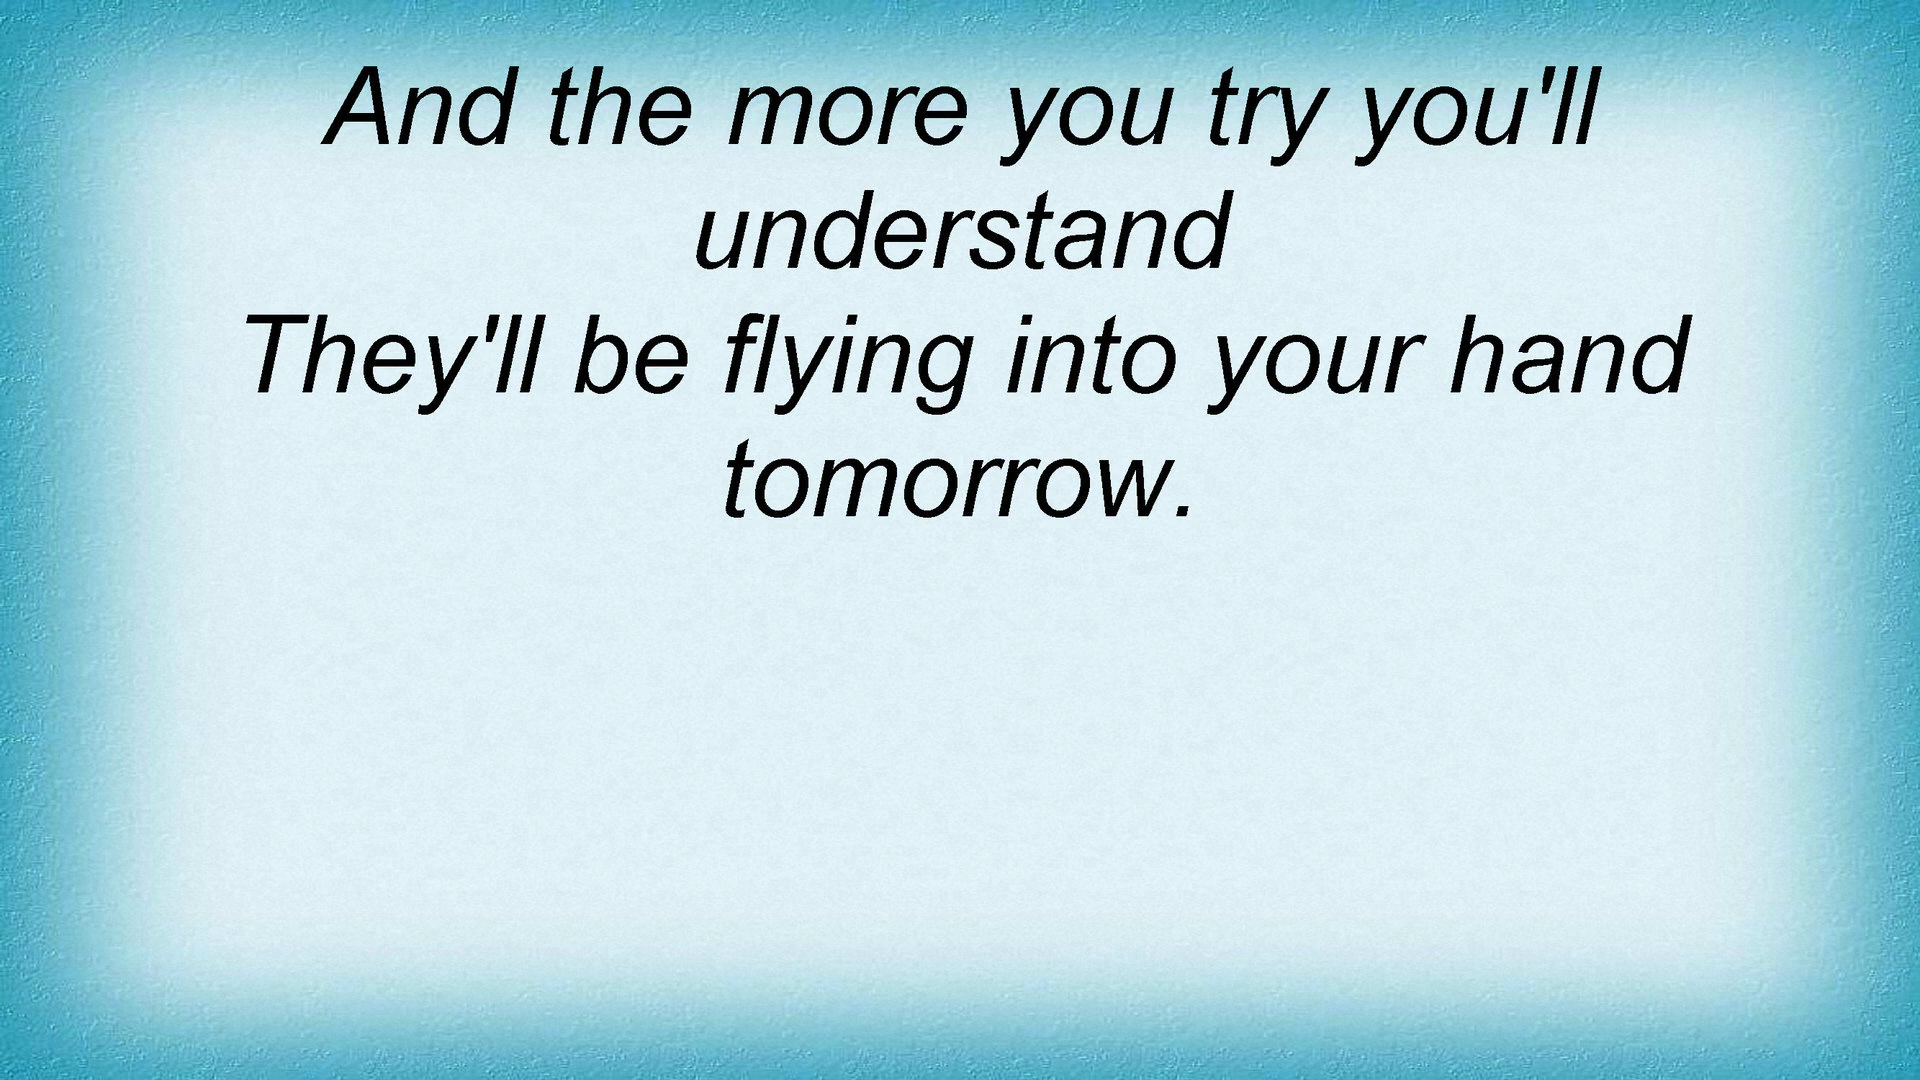 And the more you try you'll
understand
They'll be flying into your hand
tomorrow.